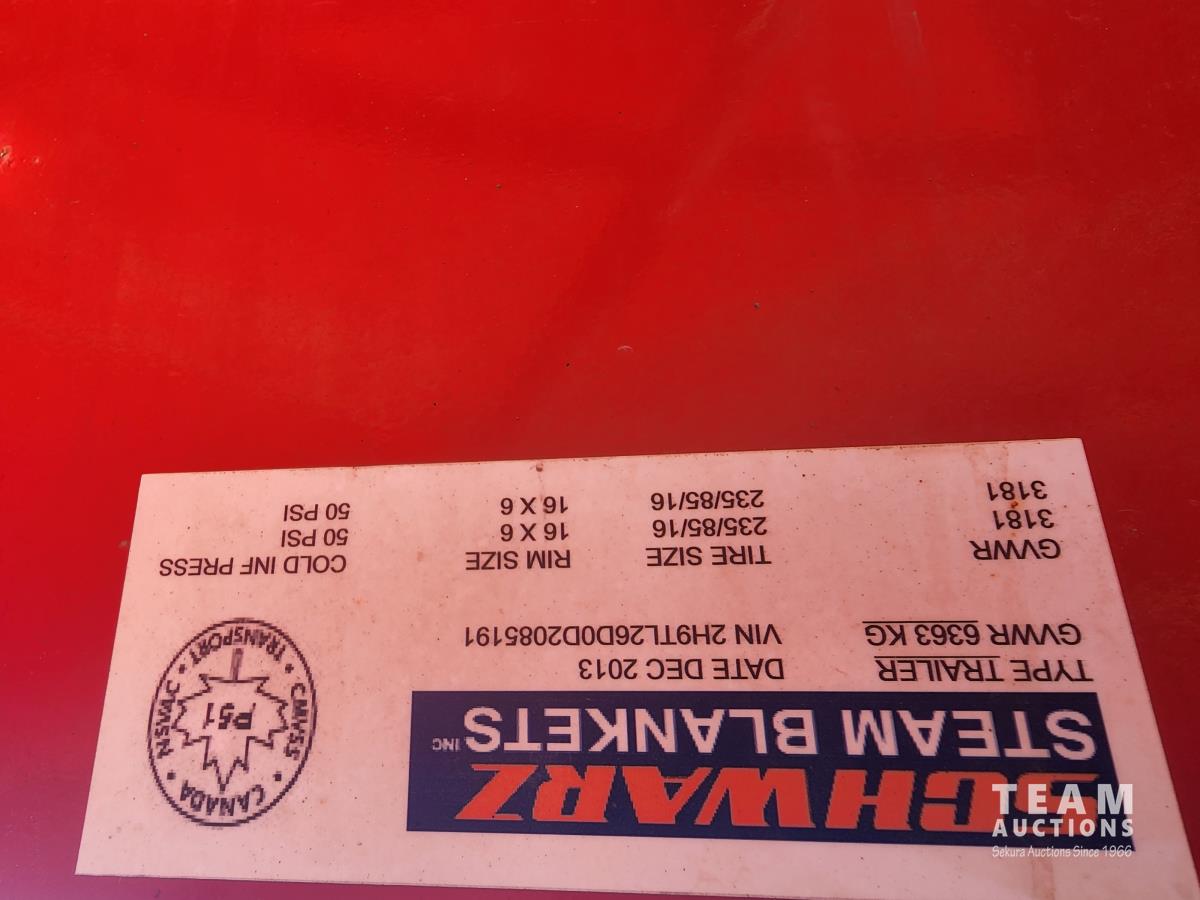 SCHWARZ
STEAM BLANKETS INC
TYPE TRAILER DATE DEC 2013
GVWR 6363 KG VIN 2H9TL26D0D2085191
CANADA • CMVSS • TRANSPORT • NSVAC
P51
GVWR TIRE SIZE RIM SIZE COLD INF PRESS
3181 235/85/16 16 X 6 50 PSI
3181 235/85/16 16 X 6 50 PSI
TEAM
AUCTIONS
Sekura Auctions Since 1966